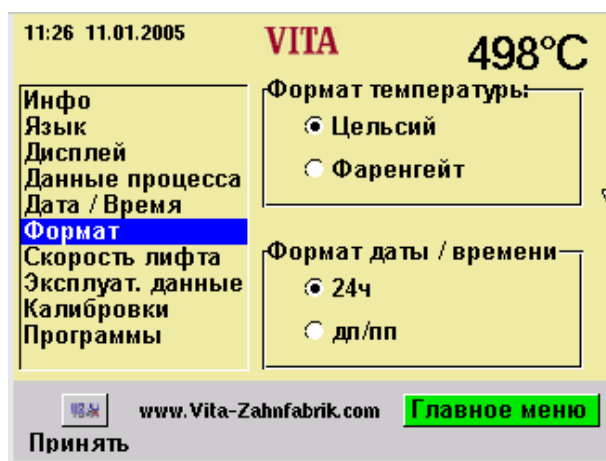 11:26 11.01.2005
VITA
498°C
Инфо
Язык
Дисплей
Данные процесса
Дата / Время
Формат
Скорость лифта
Эксплуат. данные
Калибровки
Программы
Формат температуры
Цельсий
Фаренгейт
Формат даты / времени
24ч
дп/пп
www.Vita-Zahnfabrik.com
Главное меню
Принять